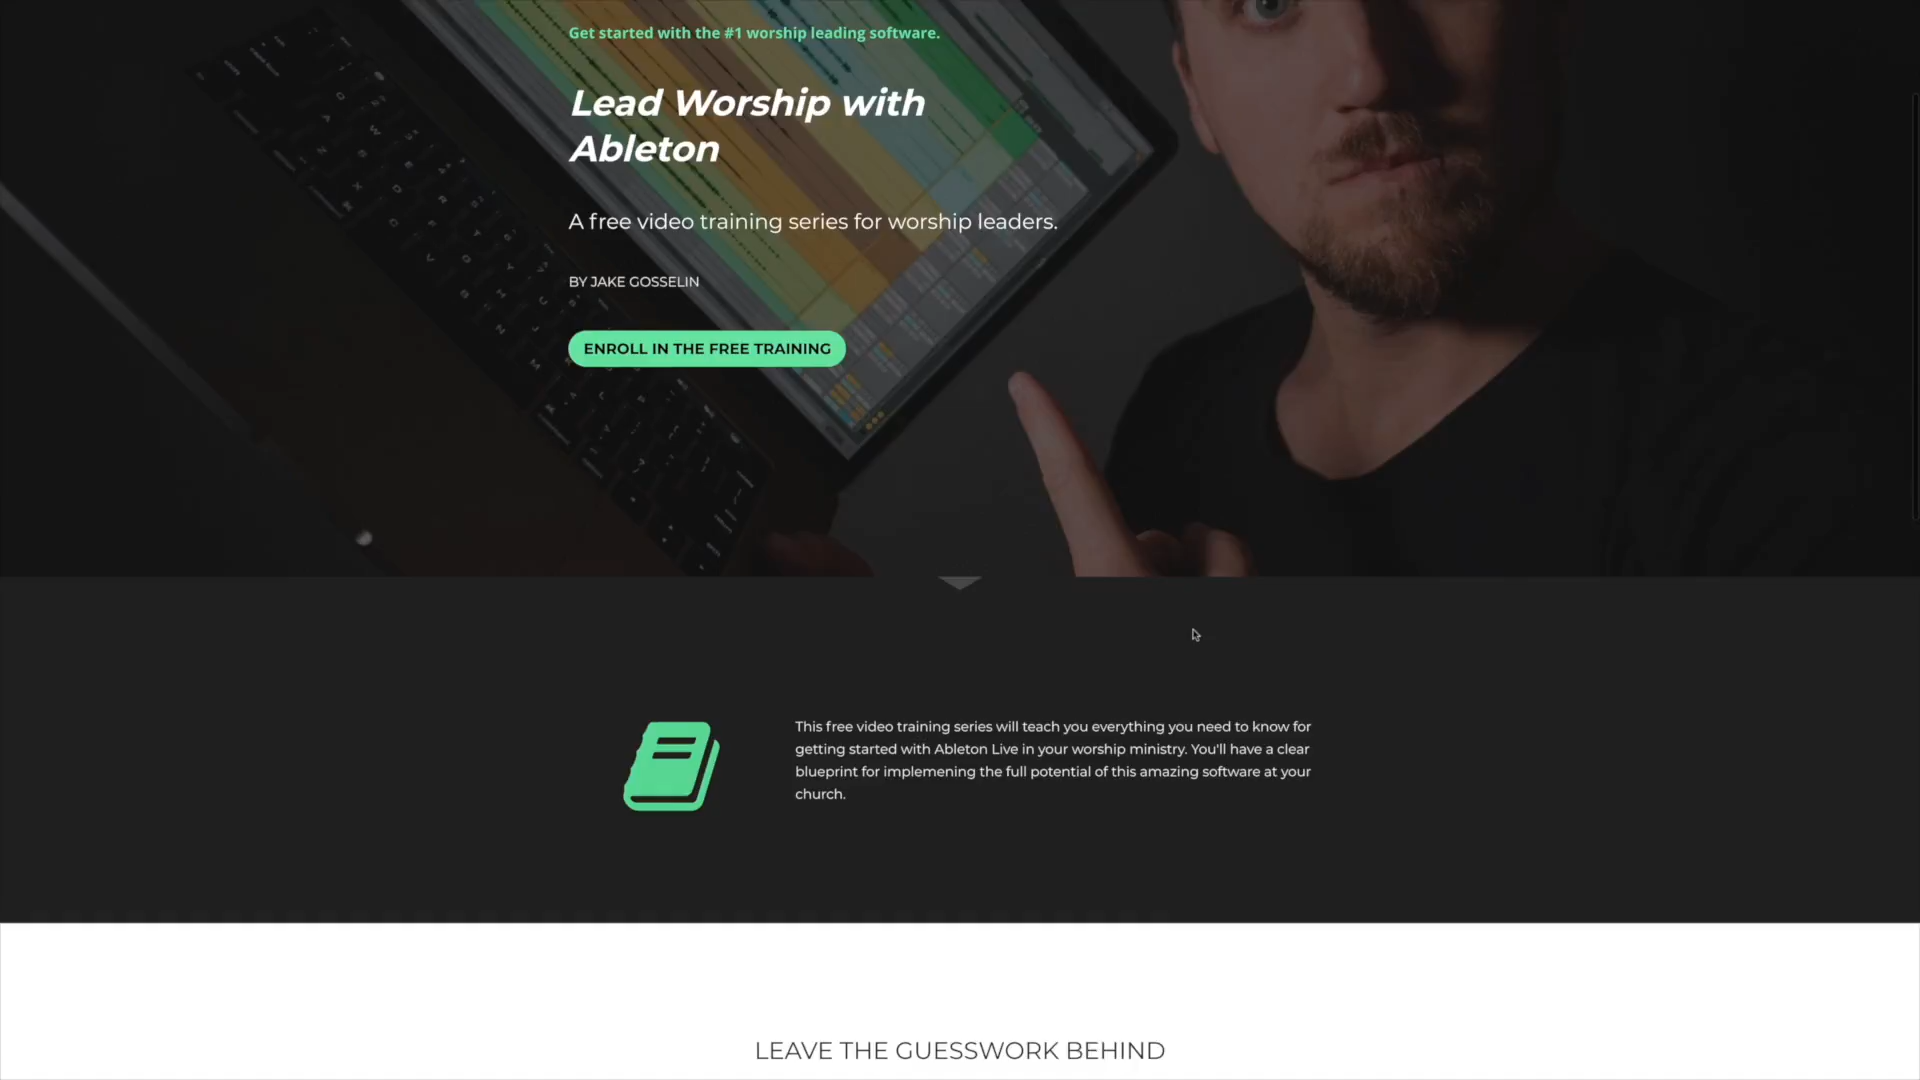 Get started with the #1 worship leading software.
Lead Worship with
Ableton
A free video training series for worship leaders.
BY JAKE GOSSELIN
ENROLL IN THE FREE TRAINING
This free video training series will teach you everything you need to know for
getting started with Ableton Live in your worship ministry. You'll have a clear
blueprint for implemening the full potential of this amazing software at your
church.
LEAVE THE GUESSWORK BEHIND